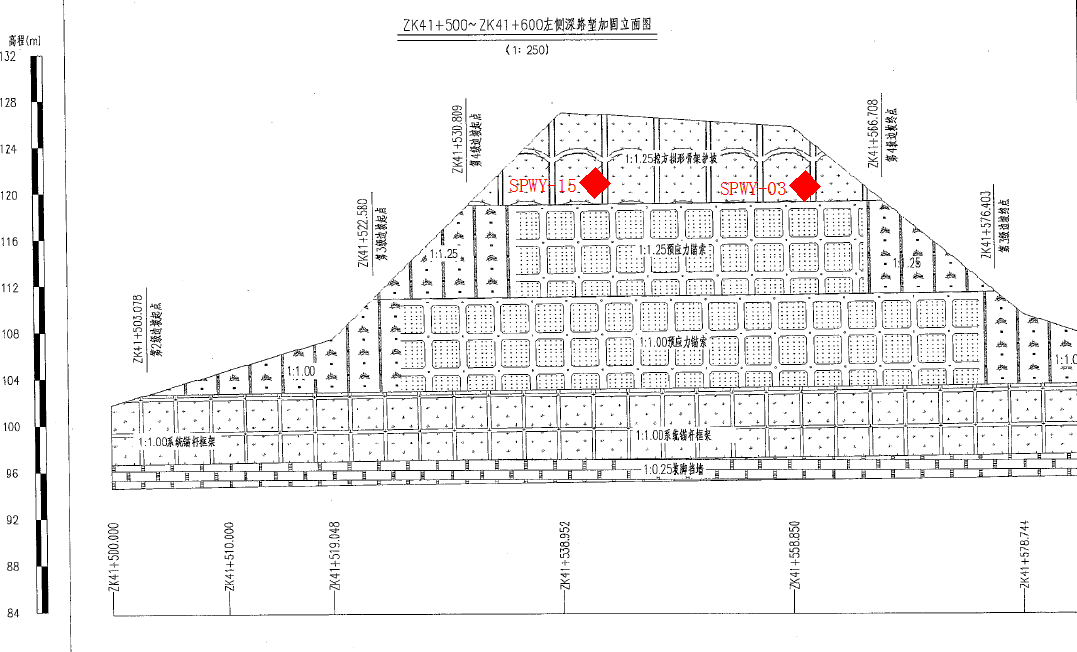 ZK41+500~ZK41+600左侧深路堑加固立面图
(1: 250)
高程(m)
132
128
124
120
116
112
108
104
100
96
92
88
84
ZK41+503.078
第2级边坡起点
ZK41+522.580
第3级边坡起点
ZK41+530.809
第4级边坡起点
ZK41+566.708
第4级边坡终点
ZK41+576.403
第3级边坡终点
1:1.25挖方拱形骨架护坡
SPWY-15
SPWY-03
1:1.25
1:1.25预应力锚索
1:1.25
1:1.00
1:1.00预应力锚索
1:1.0
1:1.00系统锚杆框架
1:1.00系统锚杆框架
1:0.25浆脚挡墙
ZK41+500.000
ZK41+510.000
ZK41+519.048
ZK41+538.952
ZK41+558.850
ZK41+578.744